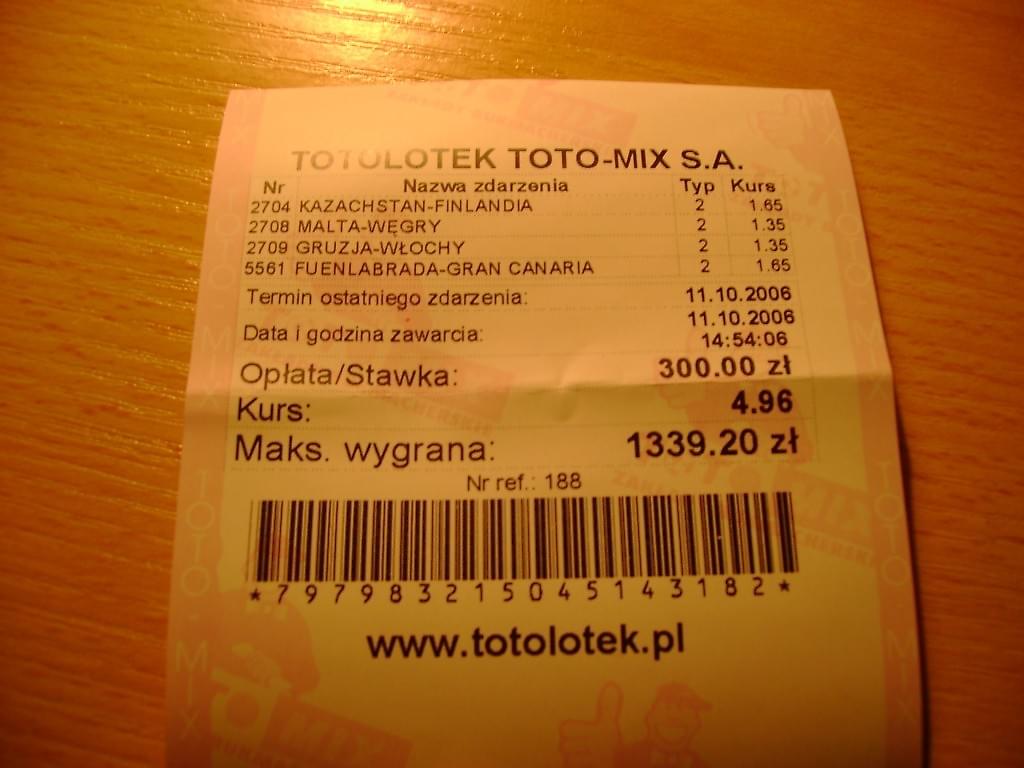 TOTOLOTEK TOTO-MIX S.A.
Nr Nazwa zdarzenia Typ Kurs
2704 KAZACHSTAN-FINLANDIA 2 1.65
2708 MALTA-WĘGRY 2 1.35
2709 GRUZJA-WŁOCHY 2 1.35
5561 FUENLABRADA-GRAN CANARIA 2 1.65
Termin ostatniego zdarzenia: 11.10.2006
Data i godzina zawarcia: 11.10.2006
14:54:06
Opłata/Stawka: 300.00 zł
Kurs: 4.96
Maks. wygrana: 1339.20 zł
Nr ref.: 188
*797983215045143182*
www.totolotek.pl
TOTO-MIX